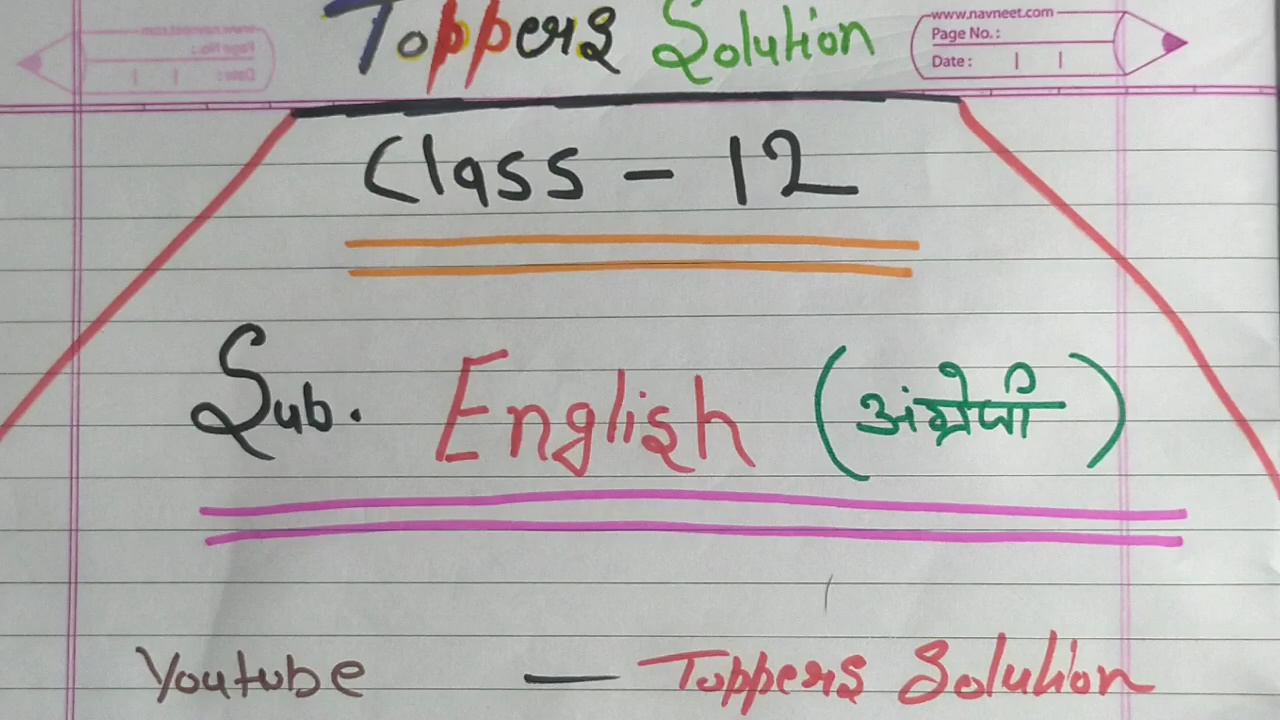 Toppers Solution
www.navneet.com
Page No.:
Date:
Class - 12
Sub. English (अंग्रेजी)
Youtube — Toppers Solution